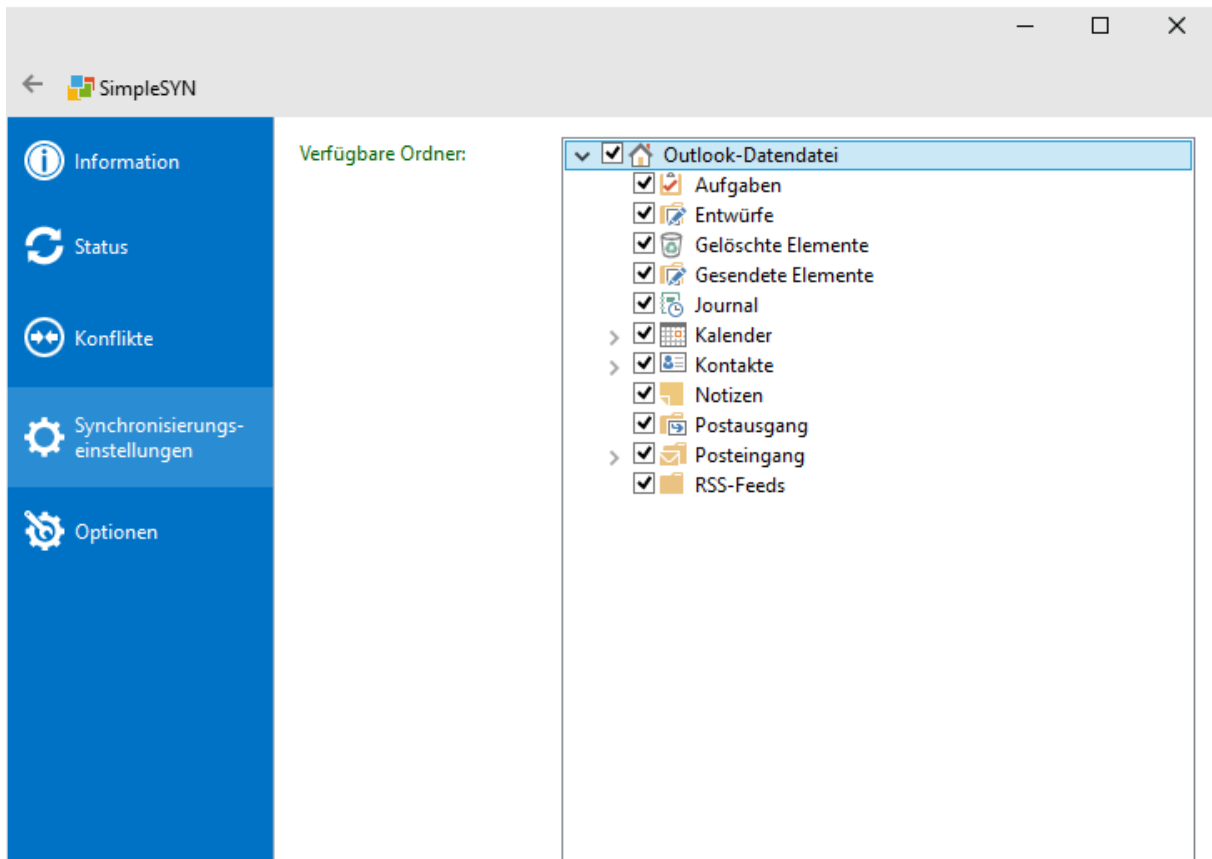 SimpleSYN
Information
Status
Konflikte
Synchronisierungs-
einstellungen
Optionen
Verfügbare Ordner:
Outlook-Datendatei
Aufgaben
Entwürfe
Gelöschte Elemente
Gesendete Elemente
Journal
Kalender
Kontakte
Notizen
Postausgang
Posteingang
RSS-Feeds